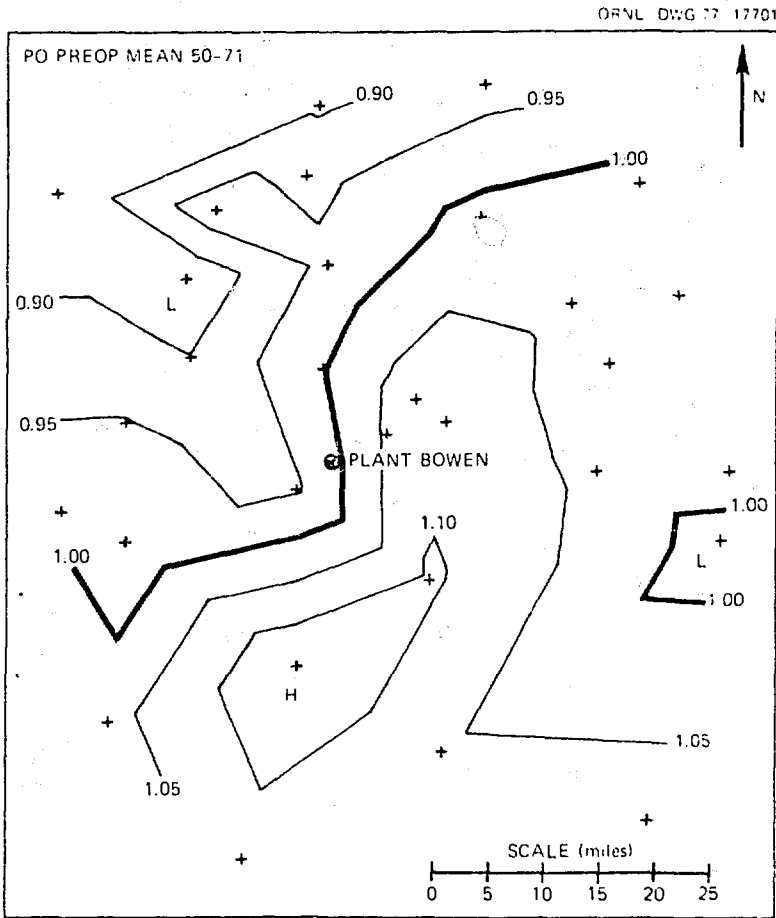 ORNL DWG 77 17701
PO PREOP MEAN 50-71
N
0.90
0.95
1.00
L
0.90
0.95
PLANT BOWEN
1.10
1.00
L
1.00
1.00
H
1.05
1.05
SCALE (miles)
0 5 10 15 20 25